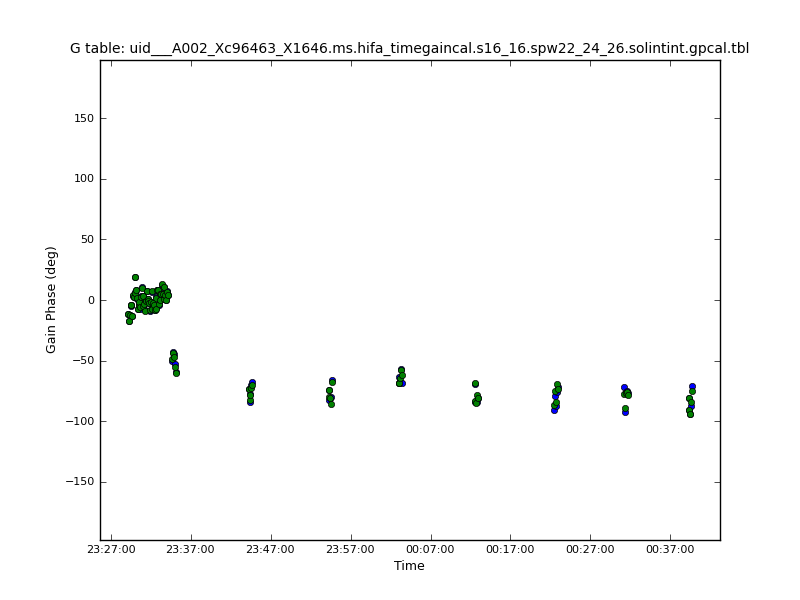 G table: uid___A002_Xc96463_X1646.ms.hifa_timegaincal.s16_16.spw22_24_26.solintint.gpcal.tbl
150
100
50
0
−50
−100
−150
Gain Phase (deg)
23:27:00 23:37:00 23:47:00 23:57:00 00:07:00 00:17:00 00:27:00 00:37:00
Time